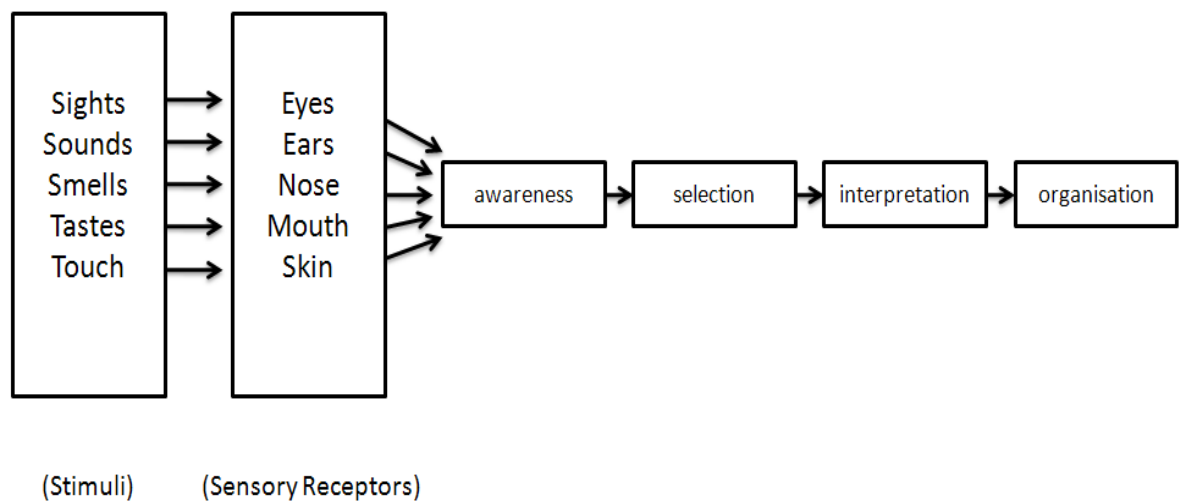 Sights
Sounds
Smells
Tastes
Touch
Eyes
Ears
Nose
Mouth
Skin
awareness
selection
interpretation
organisation
(Stimuli)
(Sensory Receptors)